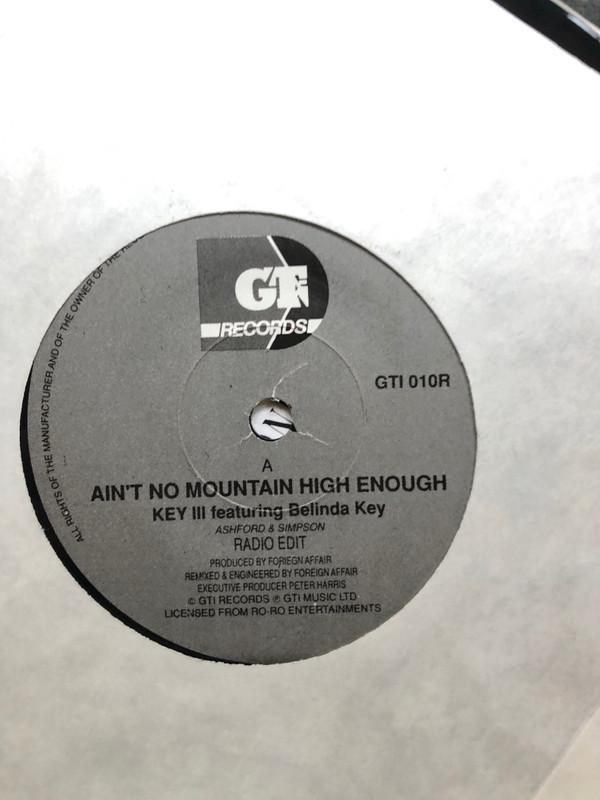 GTI
RECORDS
GTI 010R
A
AIN'T NO MOUNTAIN HIGH ENOUGH
KEY III featuring Belinda Key
ASHFORD & SIMPSON
RADIO EDIT
PRODUCED BY FORIEGN AFFAIR
REMIXED & ENGINEERED BY FOREIGN AFFAIR
EXECUTIVE PRODUCER PETER HARRIS
© GTI RECORDS ℗ GTI MUSIC LTD
LICENSED FROM RO-RO ENTERTAINMENTS
ALL RIGHTS OF THE MANUFACTURER AND OF THE OWNER OF THE